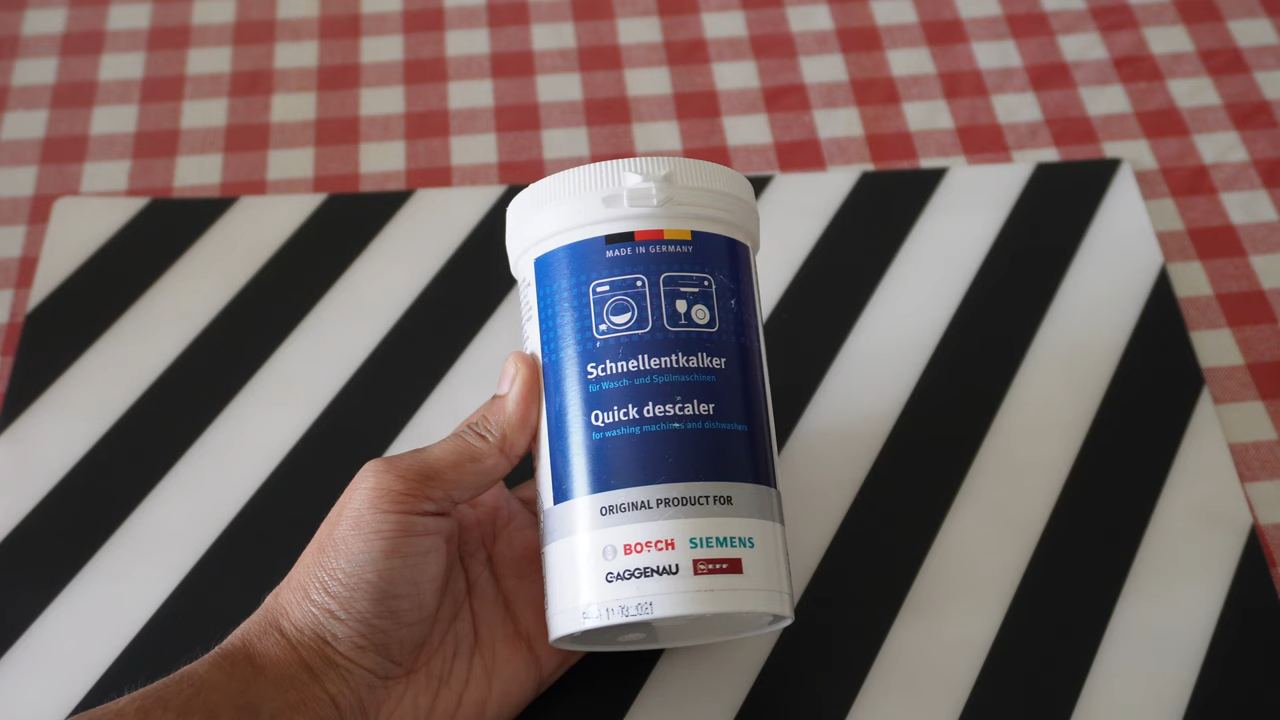 MADE IN GERMANY
Schnellentkalker
für Wasch- und Spülmaschinen
Quick descaler
for washing machines and dishwashers
ORIGINAL PRODUCT FOR
BOSCH SIEMENS
GAGGENAU NEFF